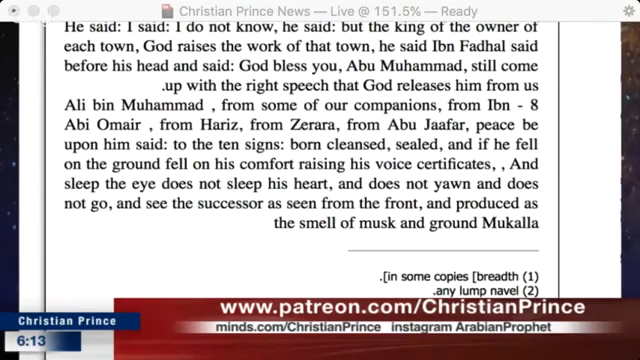 Christian Prince News — Live @ 151.5% — Ready
He said: I said: I do not know, he said: but the king of the owner of
each town, God raises the work of that town, he said Ibn Fadhal said
before his head and said: God bless you, Abu Muhammad, still come
.up with the right speech that God releases him from us
Ali bin Muhammad , from some of our companions, from Ibn - 8
Abi Omair , from Hariz, from Zerara, from Abu Jaafar, peace be
upon him said: to the ten signs: born cleansed, sealed, and if he fell
on the ground fell on his comfort raising his voice certificates, , And
sleep the eye does not sleep his heart, and does not yawn and does
not go, and see the successor as seen from the front, and produced as
the smell of musk and ground Mukalla
.[in some copies [breadth (1)
.any lump navel (2)
www.patreon.com/ChristianPrince
Christian Prince
minds.com/ChristianPrince instagram ArabianProphet
6:13